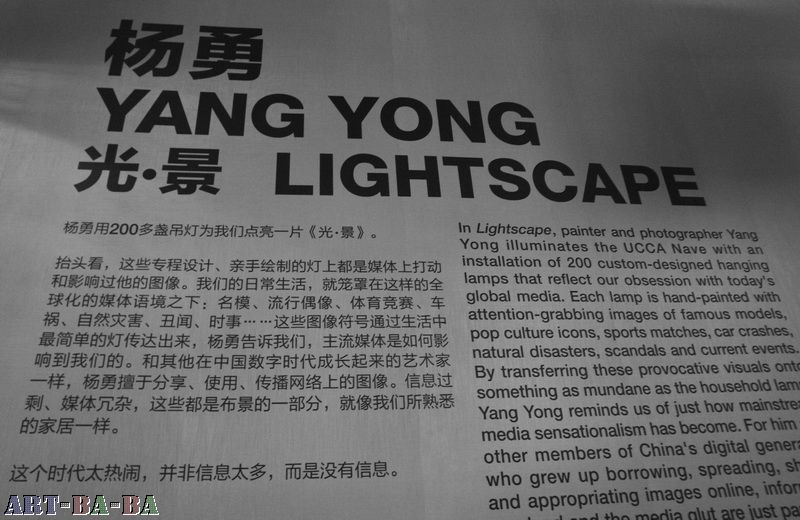 杨勇
YANG YONG
光·景 LIGHTSCAPE
杨勇用200多盏吊灯为我们点亮一片《光·景》。
抬头看，这些专程设计、亲手绘制的灯上都是媒体上打动
和影响过他的图像。我们的日常生活，就笼罩在这样的全
球化的媒体语境之下：名模、流行偶像、体育竞赛、车
祸、自然灾害、丑闻、时事……这些图像符号通过生活中
最简单的灯传达出来，杨勇告诉我们，主流媒体是如何影
响到我们的。和其他在中国数字时代成长起来的艺术家
一样，杨勇擅于分享、使用、传播网络上的图像。信息过
剩、媒体冗杂，这些都是布景的一部分，就像我们所熟悉
的家居一样。
这个时代太热闹，并非信息太多，而是没有信息。
In Lightscape, painter and photographer Yang
Yong illuminates the UCCA Nave with an
installation of 200 custom-designed hanging
lamps that reflect our obsession with today's
global media. Each lamp is hand-painted with
attention-grabbing images of famous models,
pop culture icons, sports matches, car crashes,
natural disasters, scandals and current events.
By transferring these provocative visuals
something as mundane as the household
Yang Yong reminds us of just how
media sensationalism has become. For him
other members of China's digital
who grew up borrowing, spreading,
and appropriating images online,
and the media glut are just
ART-BA-BA